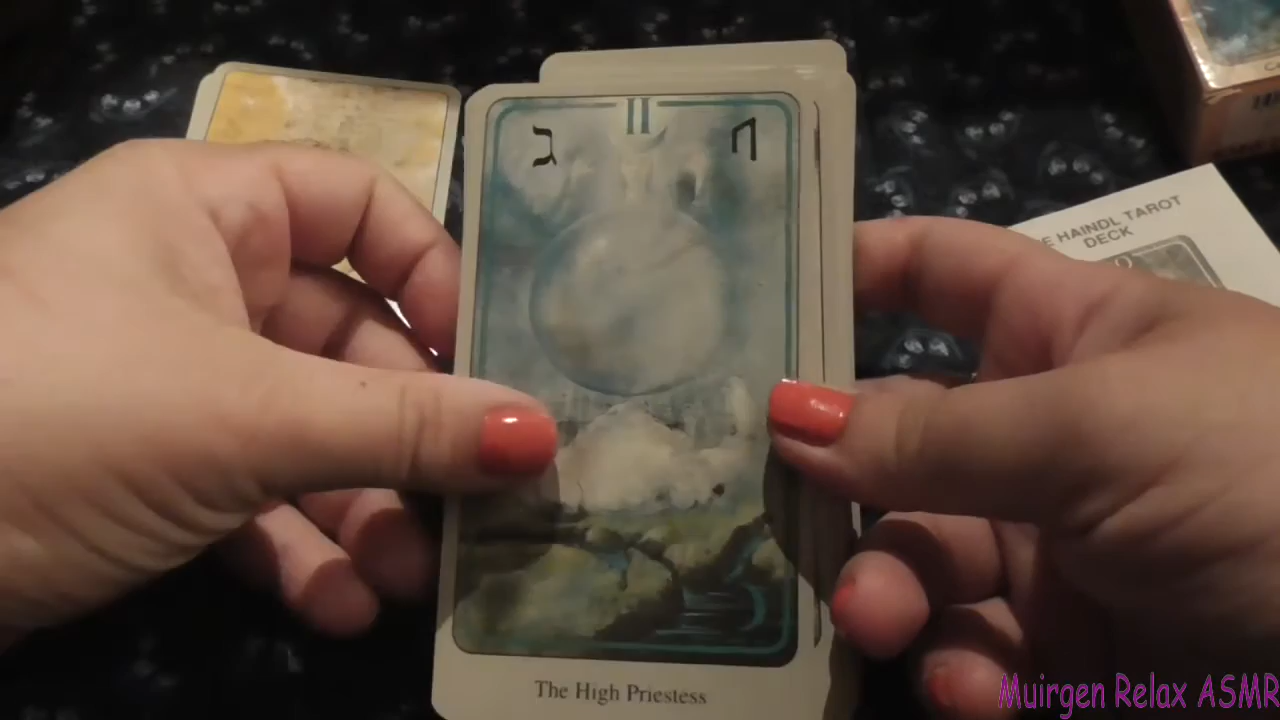 II
ג ᚢ
The High Priestess
E HAINDL TAROT
DECK
Muirgen Relax ASMR